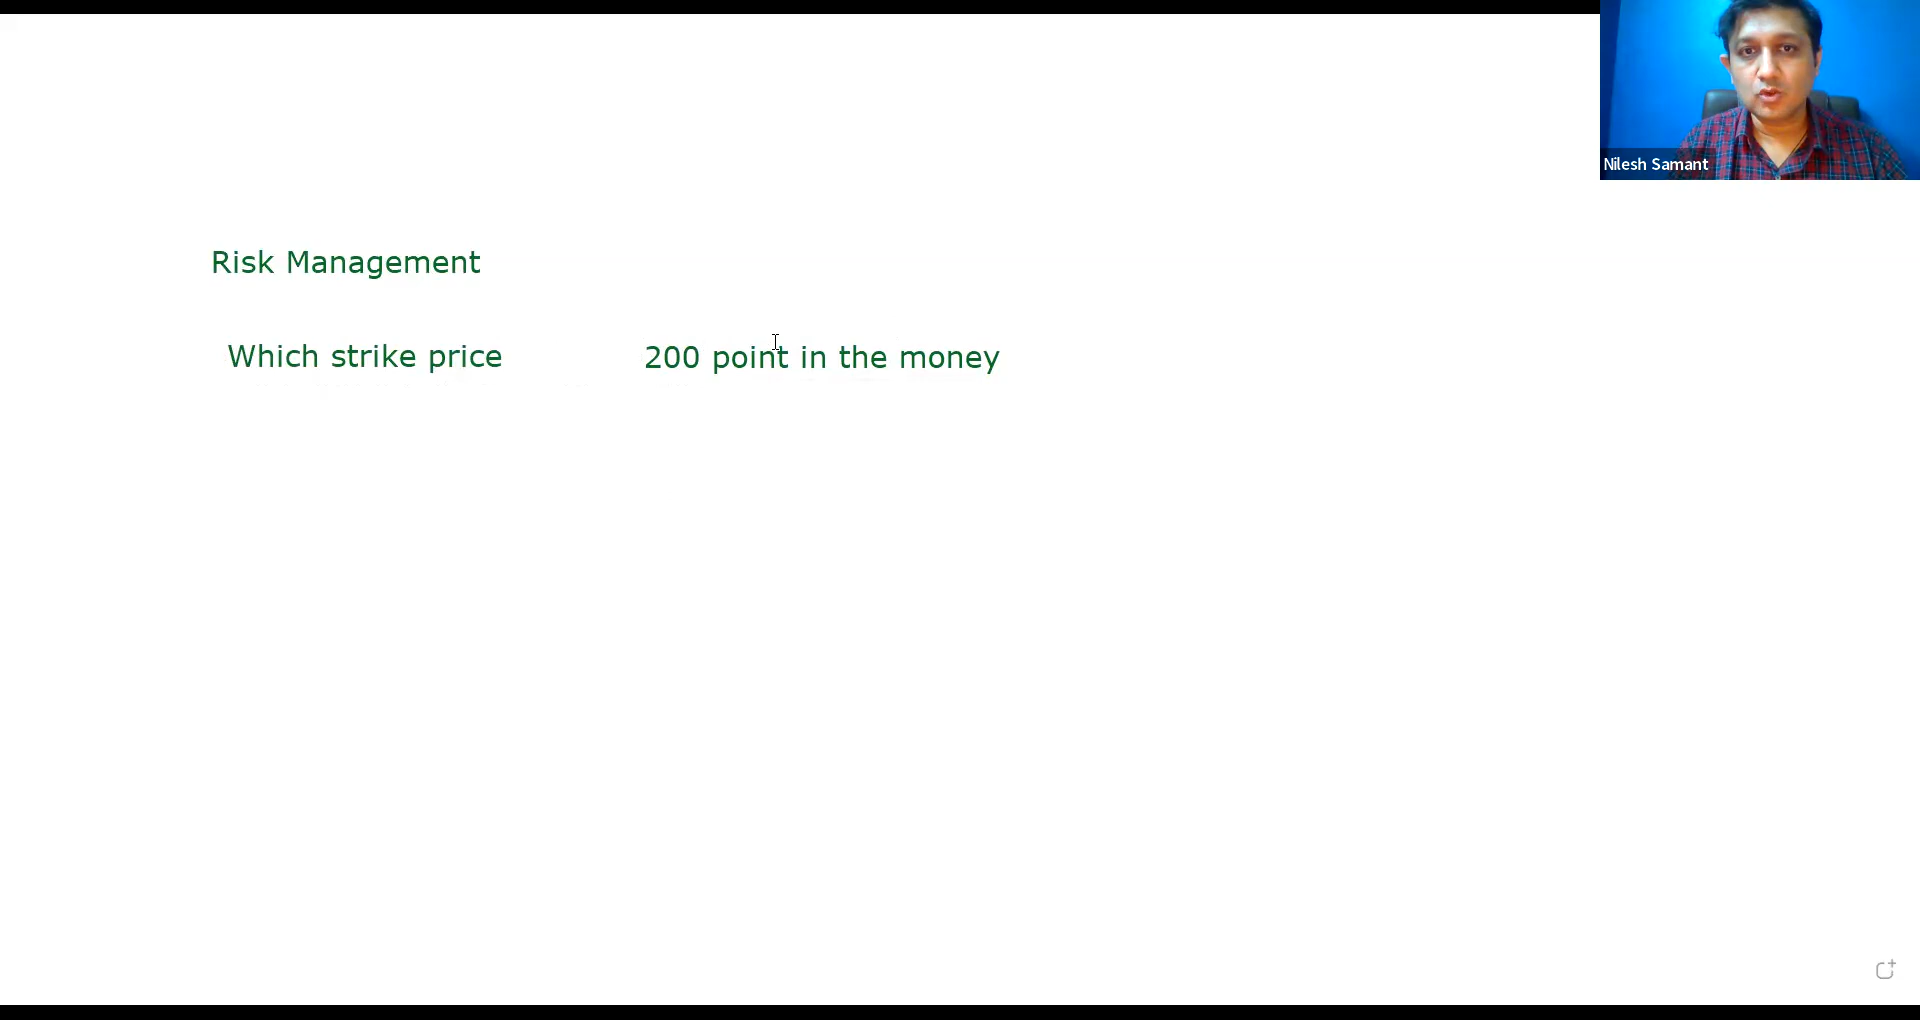 Nilesh Samant
Risk Management
Which strike price 200 point in the money